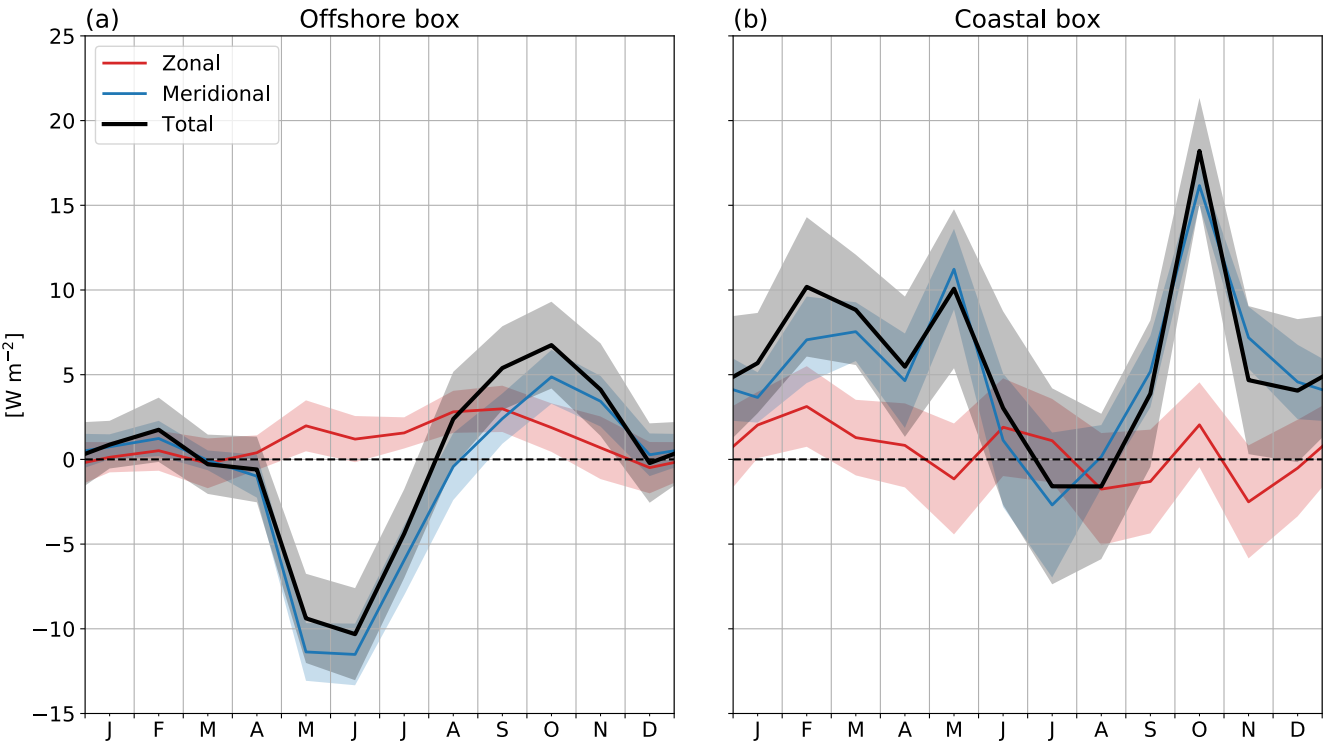 (a) Offshore box
(b) Coastal box
Zonal
Meridional
Total
[W m⁻²]
25
20
15
10
5
0
−5
−10
−15
J F M A M J J A S O N D
J F M A M J J A S O N D